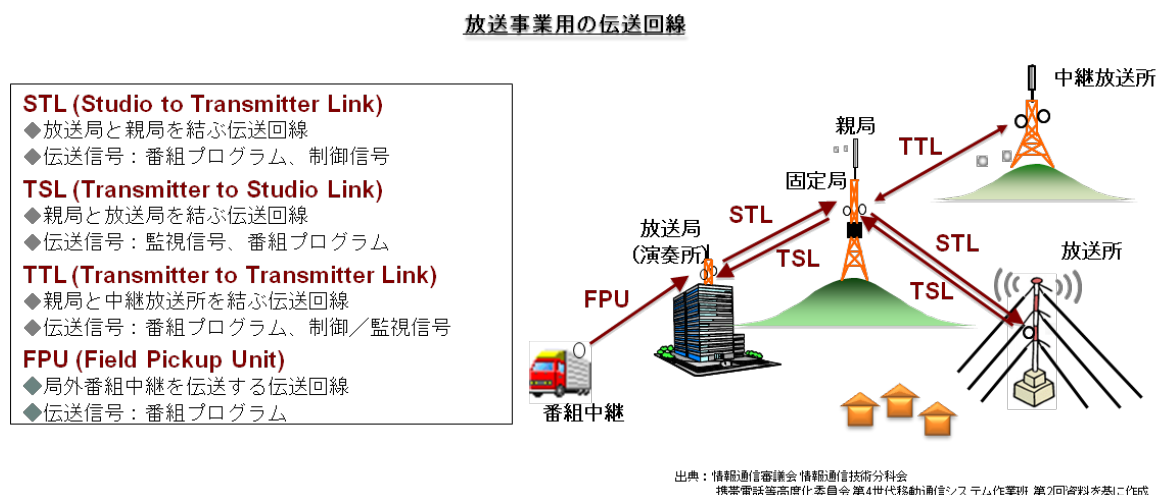 放送事業用の伝送回線
STL (Studio to Transmitter Link)
◆放送局と親局を結ぶ伝送回線
◆伝送信号：番組プログラム、制御信号
TSL (Transmitter to Studio Link)
◆親局と放送局を結ぶ伝送回線
◆伝送信号：監視信号、番組プログラム
TTL (Transmitter to Transmitter Link)
◆親局と中継放送所を結ぶ伝送回線
◆伝送信号：番組プログラム、制御／監視信号
FPU (Field Pickup Unit)
◆局外番組中継を伝送する伝送回線
◆伝送信号：番組プログラム
中継放送所
親局
TTL
固定局
STL
放送局
(演奏所)
TSL
STL
放送所
TSL
FPU
番組中継
出典：情報通信審議会 情報通信技術分科会
携帯電話等高度化委員会 第4世代移動通信システム作業班 第2回資料を基に作成